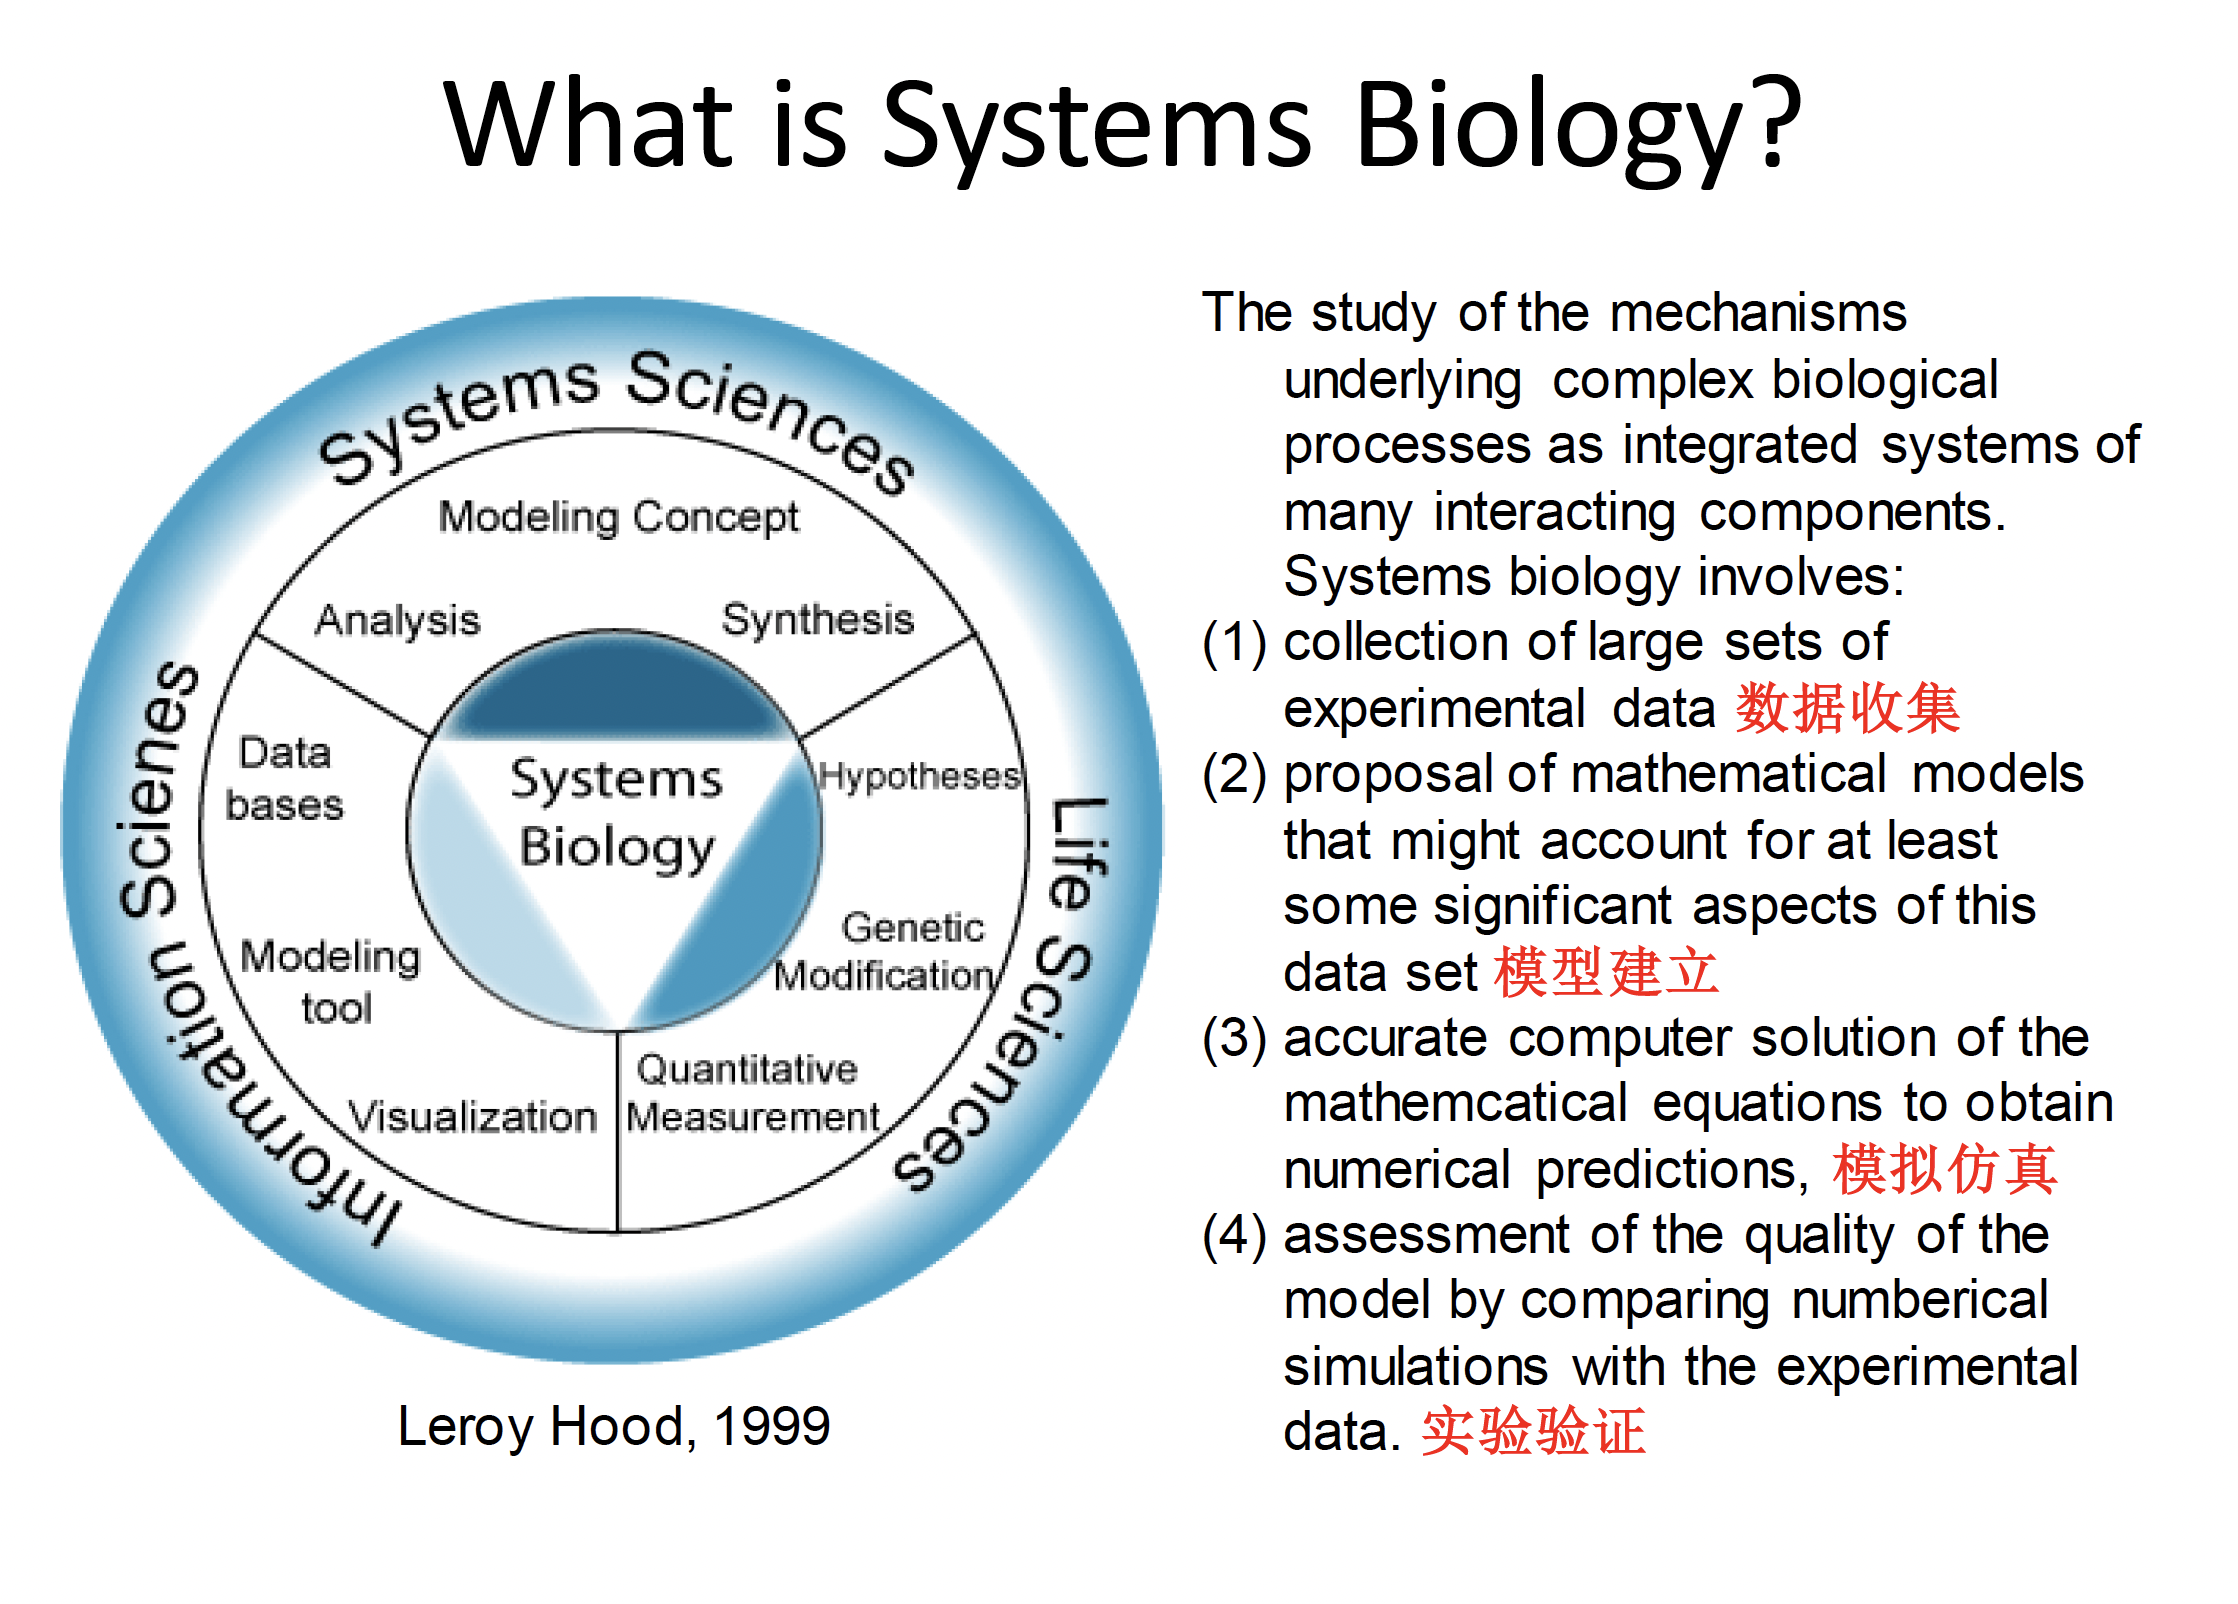 What is Systems Biology?
Systems Sciences
Modeling Concept
Analysis
Synthesis
Information Scienes
Data
bases
Modeling
tool
Visualization
Systems
Biology
Life Sciences
Hypotheses
Genetic
Modification
Quantitative
Measurement
Leroy Hood, 1999
The study of the mechanisms
underlying complex biological
processes as integrated systems of
many interacting components.
Systems biology involves:
(1) collection of large sets of
experimental data 数据收集
(2) proposal of mathematical models
that might account for at least
some significant aspects of this
data set 模型建立
(3) accurate computer solution of the
mathemcatical equations to obtain
numerical predictions, 模拟仿真
(4) assessment of the quality of the
model by comparing numberical
simulations with the experimental
data. 实验验证